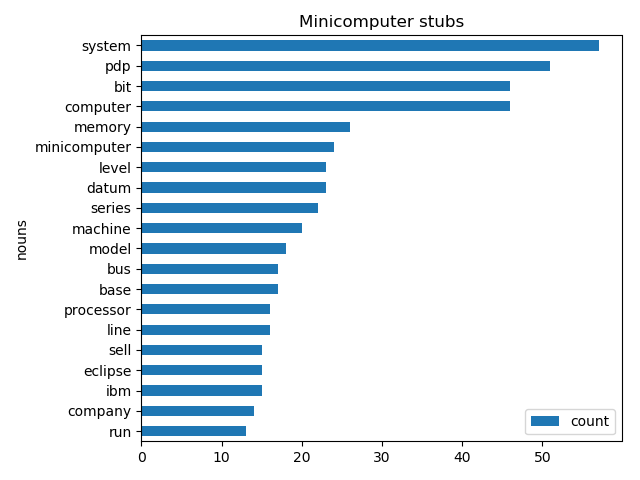 Minicomputer stubs
system
pdp
bit
computer
memory
minicomputer
level
datum
series
machine
model
bus
base
processor
line
sell
eclipse
ibm
company
run
nouns
count
0 10 20 30 40 50